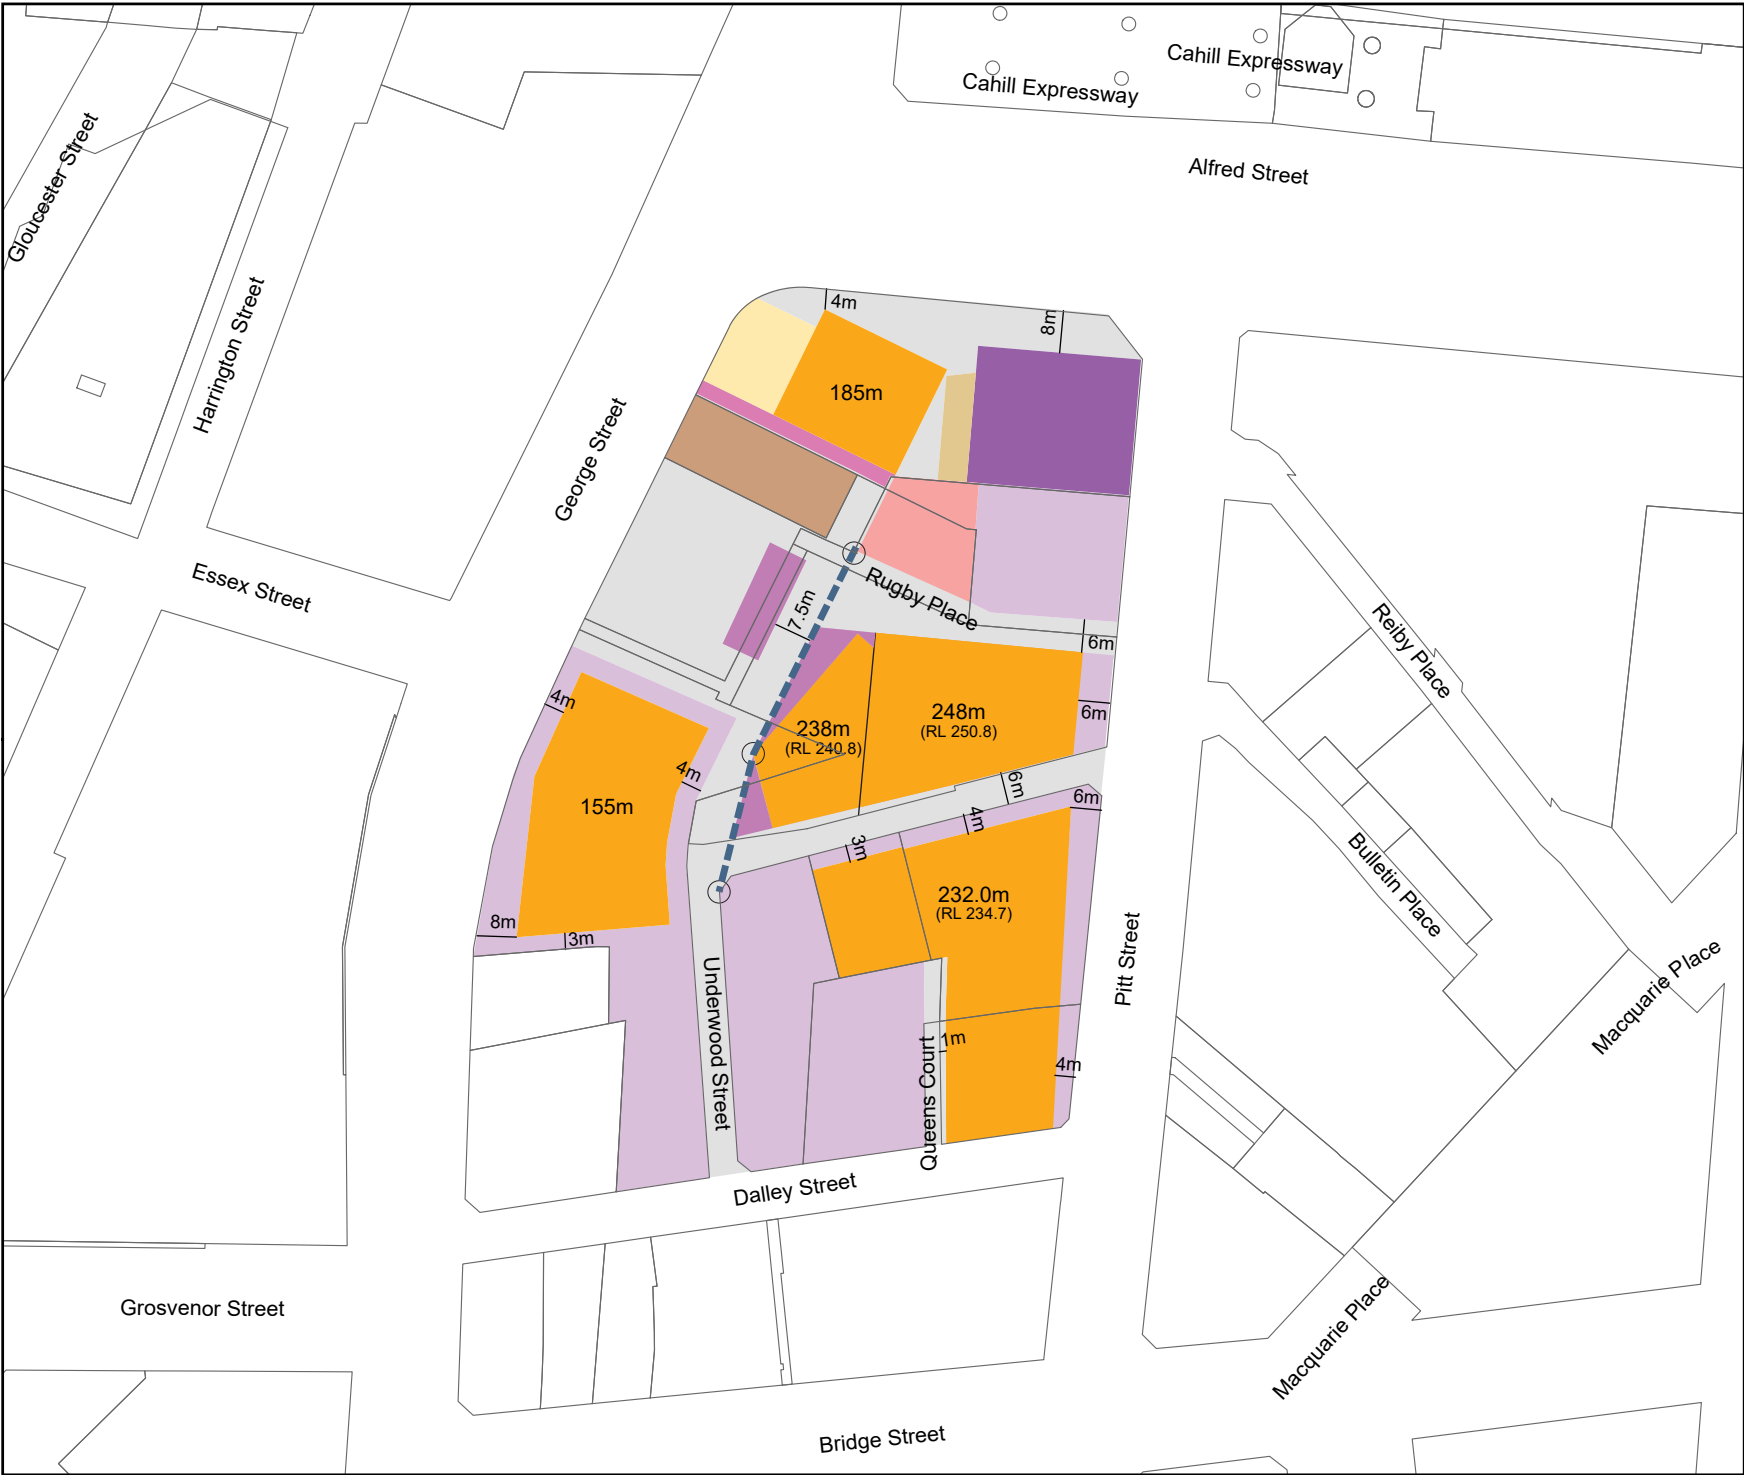 Cahill Expressway
Cahill Expressway
Alfred Street
Gloucester Street
Harrington Street
George Street
Essex Street
4m
8m
185m
Rugby Place
7.5m
6m
Reiby Place
4m
6m
248m
(RL 250.8)
238m
(RL 240.8)
4m
155m
6m
6m
4m
3m
Bulletin Place
232.0m
(RL 234.7)
8m
3m
Pitt Street
Macquarie Place
Underwood Street
Queens Court
1m
4m
Dalley Street
Grosvenor Street
Macquarie Place
Bridge Street